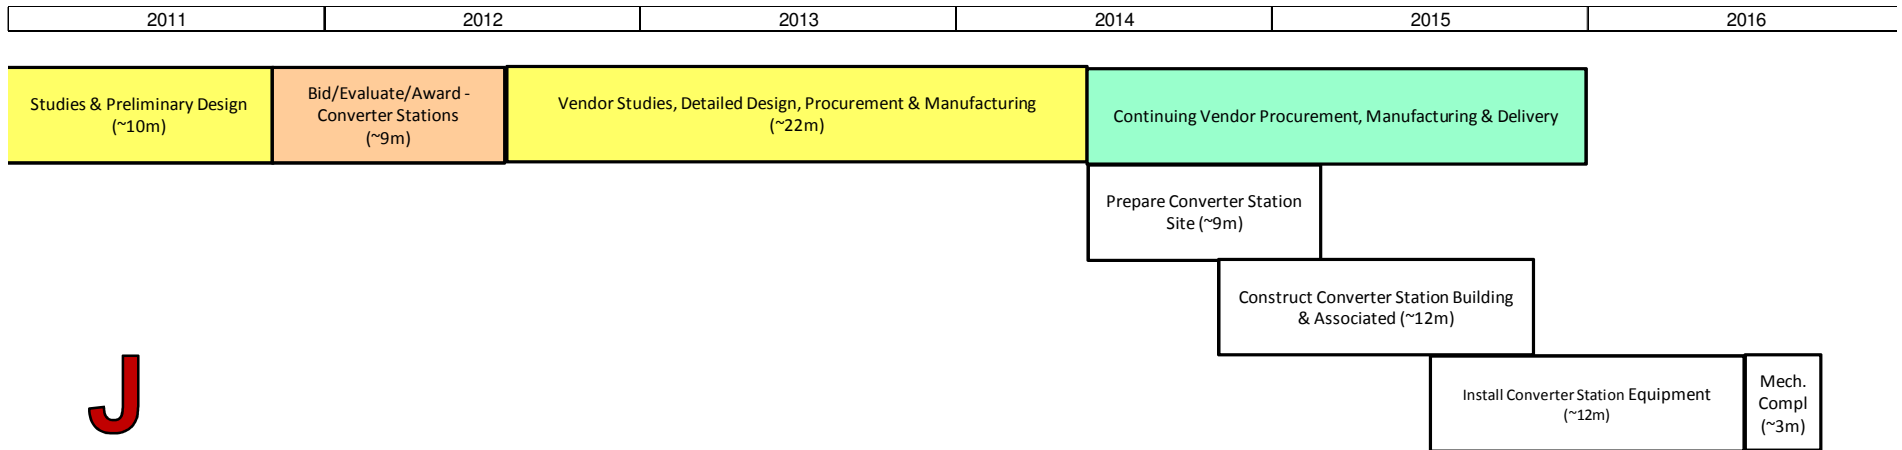 2011 2012 2013 2014 2015 2016
Studies & Preliminary Design
(~10m)
Bid/Evaluate/Award -
Converter Stations
(~9m)
Vendor Studies, Detailed Design, Procurement & Manufacturing
(~22m)
Continuing Vendor Procurement, Manufacturing & Delivery
Prepare Converter Station
Site (~9m)
Construct Converter Station Building
& Associated (~12m)
Install Converter Station Equipment
(~12m)
Mech.
Compl
(~3m)
J